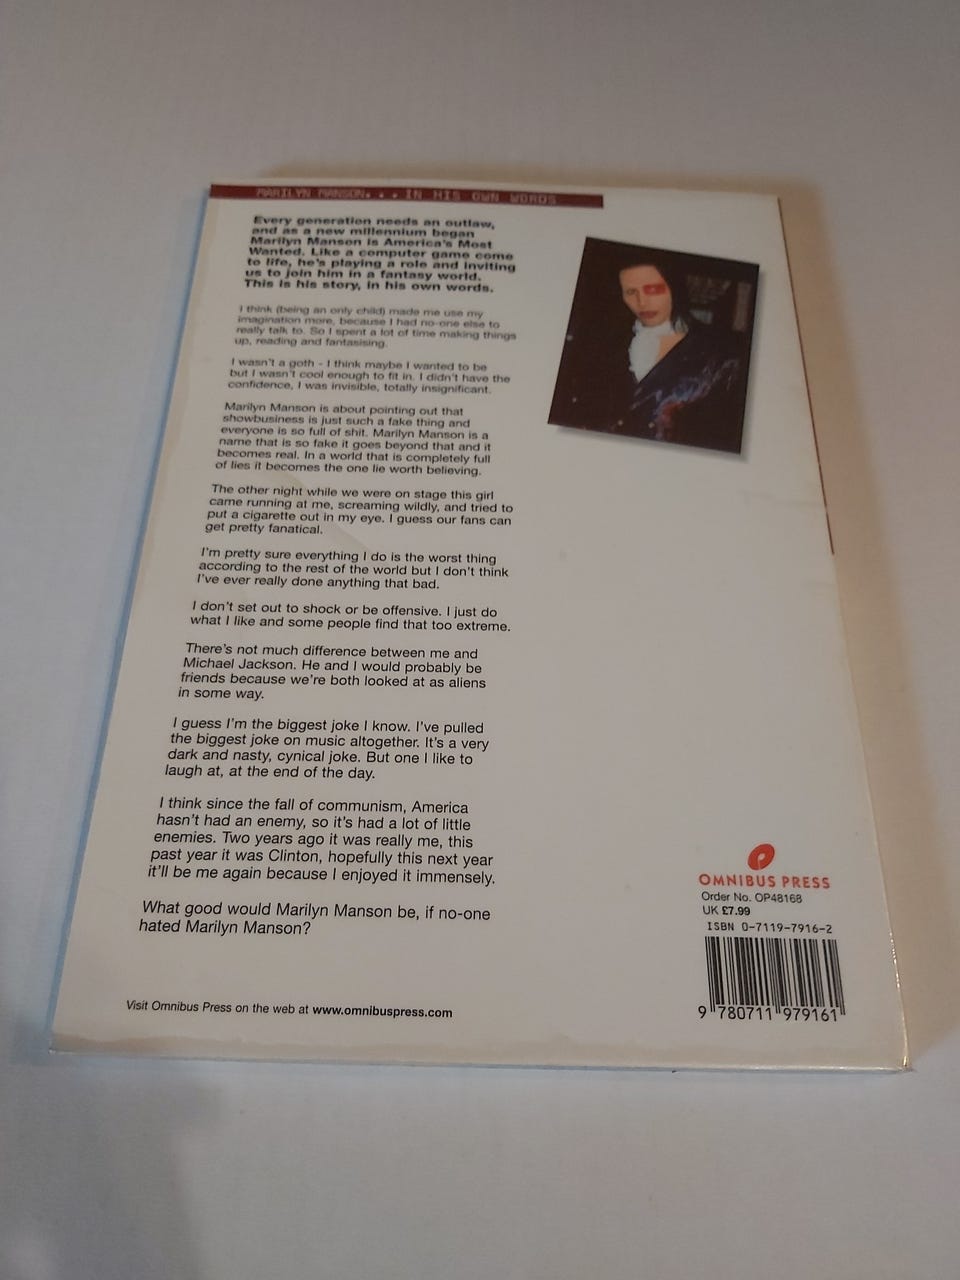 MARILYN MANSON... IN HIS OWN WORDS
Every generation needs an outlaw,
and as a new millennium began
Marilyn Manson is America's Most
Wanted. Like a computer game come
to life, he's playing a role and inviting
us to join him in a fantasy world.
This is his story, in his own words.
I think (being an only child) made me use my
imagination more, because I had no-one else to
really talk to. So I spent a lot of time making things
up, reading and fantasising.
I wasn't a goth - I think maybe I wanted to be
but I wasn't cool enough to fit in. I didn't have the
confidence, I was invisible, totally insignificant.
Marilyn Manson is about pointing out that
showbusiness is just such a fake thing and
everyone is so full of shit. Marilyn Manson is a
name that is so fake it goes beyond that and it
becomes real. In a world that is completely full
of lies it becomes the one lie worth believing.
The other night while we were on stage this girl
came running at me, screaming wildly, and tried to
put a cigarette out in my eye. I guess our fans can
get pretty fanatical.
I'm pretty sure everything I do is the worst thing
according to the rest of the world but I don't think
I've ever really done anything that bad.
I don't set out to shock or be offensive. I just do
what I like and some people find that too extreme.
There's not much difference between me and
Michael Jackson. He and I would probably be
friends because we're both looked at as aliens
in some way.
I guess I'm the biggest joke I know. I've pulled
the biggest joke on music altogether. It's a very
dark and nasty, cynical joke. But one I like to
laugh at, at the end of the day.
I think since the fall of communism, America
hasn't had an enemy, so it's had a lot of little
enemies. Two years ago it was really me, this
past year it was Clinton, hopefully this next year
it'll be me again because I enjoyed it immensely.
What good would Marilyn Manson be, if no-one
hated Marilyn Manson?
Visit Omnibus Press on the web at www.omnibuspress.com
OMNIBUS PRESS
Order No. OP48168
UK £7.99
ISBN 0-7119-7916-2
9 780711 979161